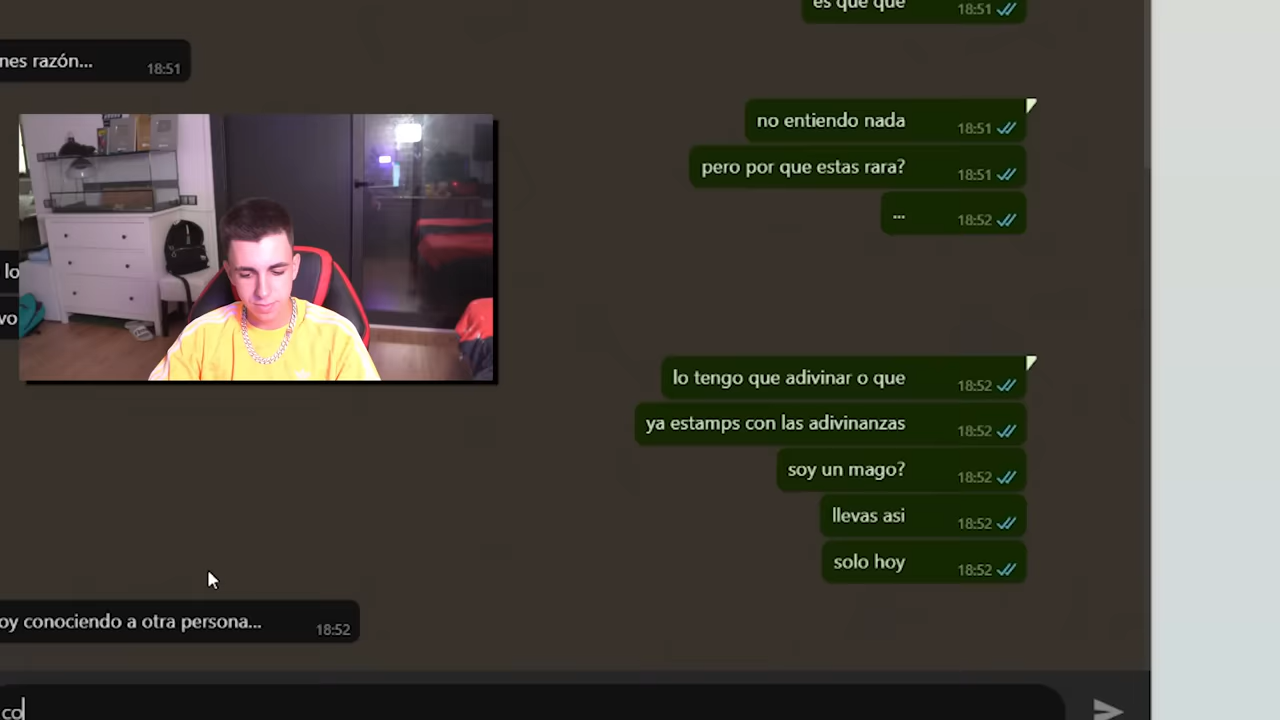 es que que
18:51
nes razón...
18:51
no entiendo nada
18:51
pero por que estas rara?
18:51
...
18:52
lo
vo
lo tengo que adivinar o que
18:52
ya estamps con las adivinanzas
18:52
soy un mago?
18:52
llevas asi
18:52
solo hoy
18:52
oy conociendo a otra persona...
18:52
co